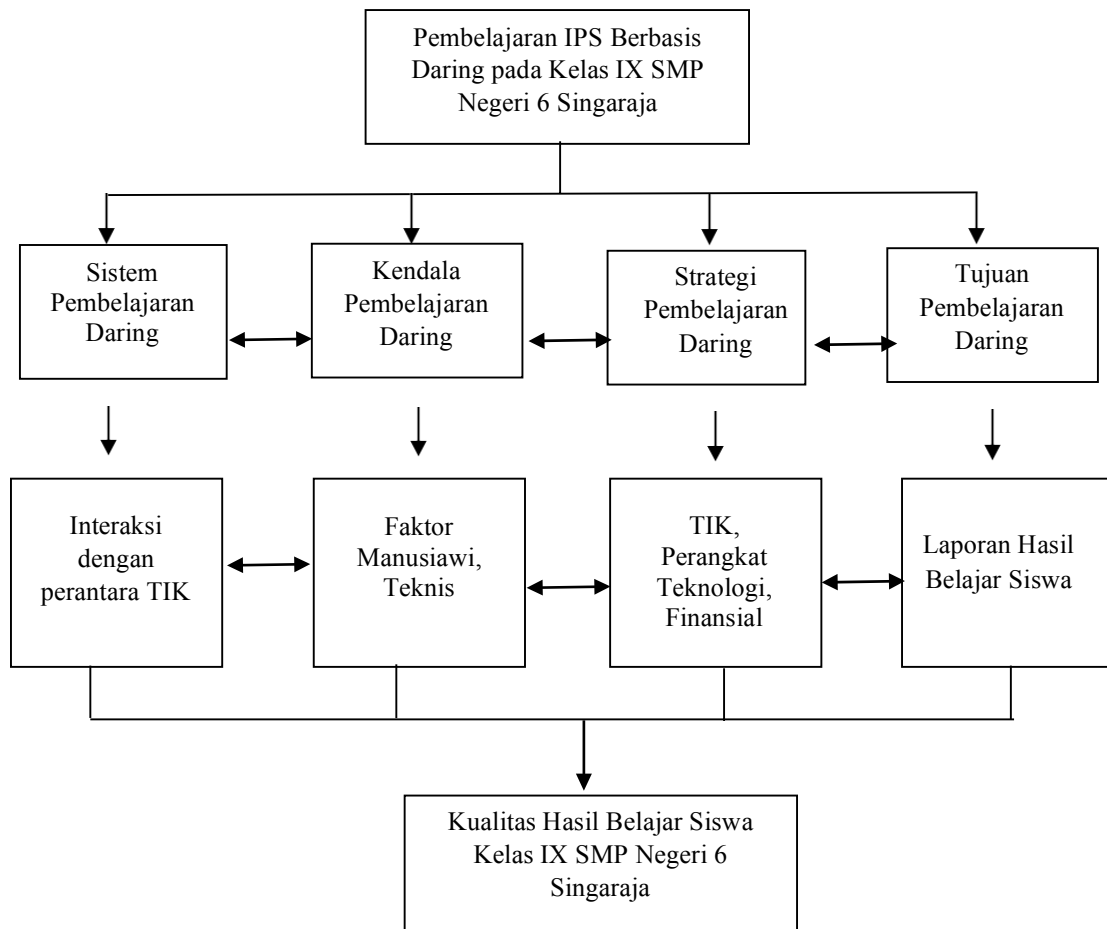 Pembelajaran IPS Berbasis
Daring pada Kelas IX SMP
Negeri 6 Singaraja
Sistem
Pembelajaran
Daring
Kendala
Pembelajaran
Daring
Strategi
Pembelajaran
Daring
Tujuan
Pembelajaran
Daring
Interaksi
dengan
perantara TIK
Faktor
Manusiawi,
Teknis
TIK,
Perangkat
Teknologi,
Finansial
Laporan Hasil
Belajar Siswa
Kualitas Hasil Belajar Siswa
Kelas IX SMP Negeri 6
Singaraja